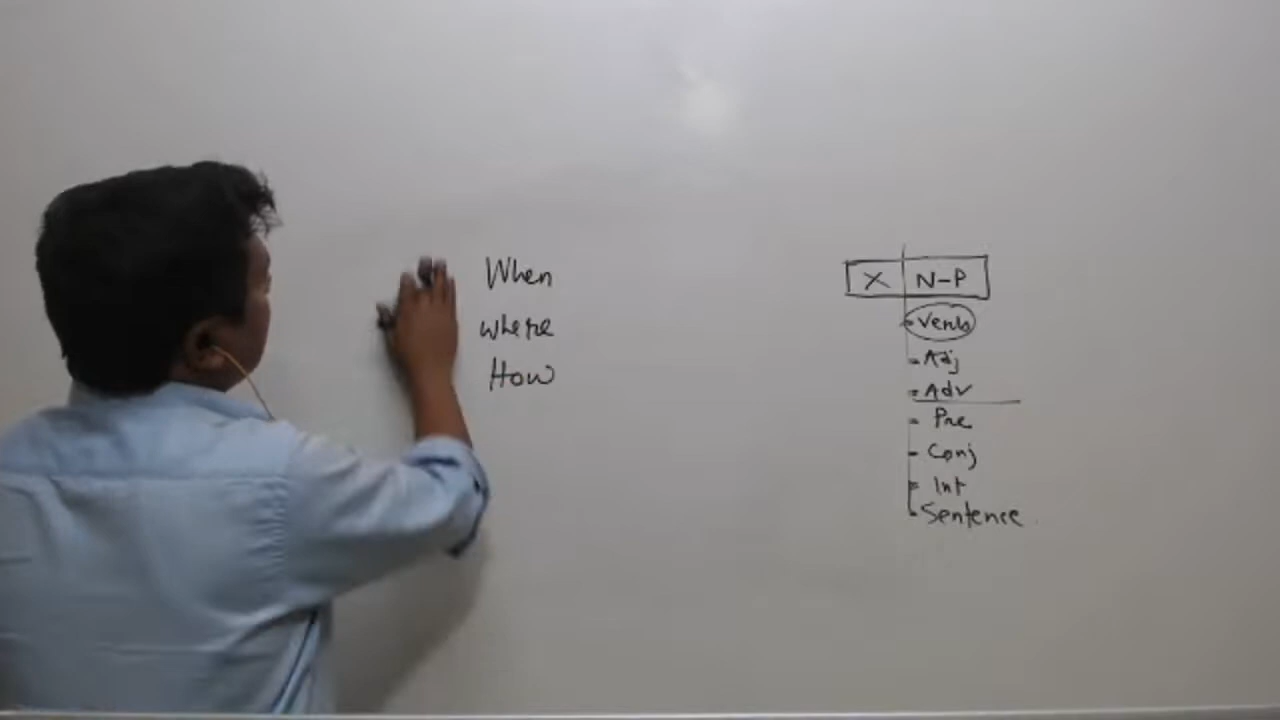 When
where
How
X N-P
Verb
Adj
Adv
Pre
Conj
Int
Sentence